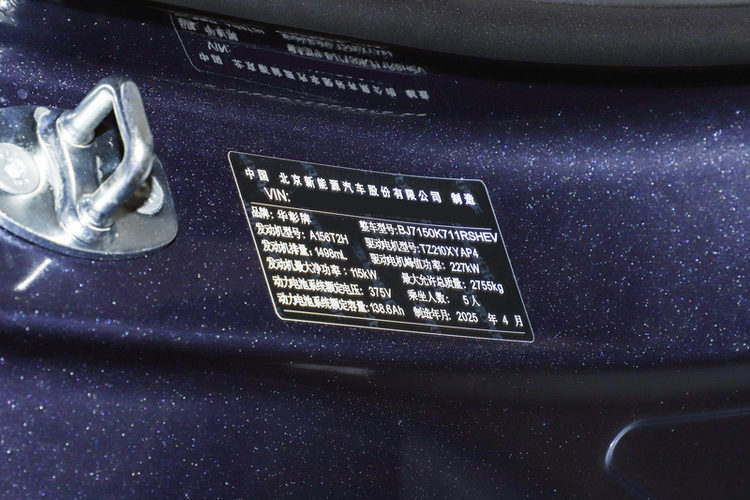 中国 北京新能源汽车股份有限公司 制造
VIN:
品牌: 华彰牌 整车型号:BJ7150K711RSHEV
发动机型号: A156T2H 驱动电机型号:TZ210XYAP4
发动机排量: 1498mL 驱动电机峰值功率: 227kW
发动机最大净功率: 115kW 最大允许总质量: 2755kg
动力电池系统额定电压: 375V 乘坐人数: 5人
动力电池系统额定容量:138.6Ah 制造年月: 2025 年 4 月